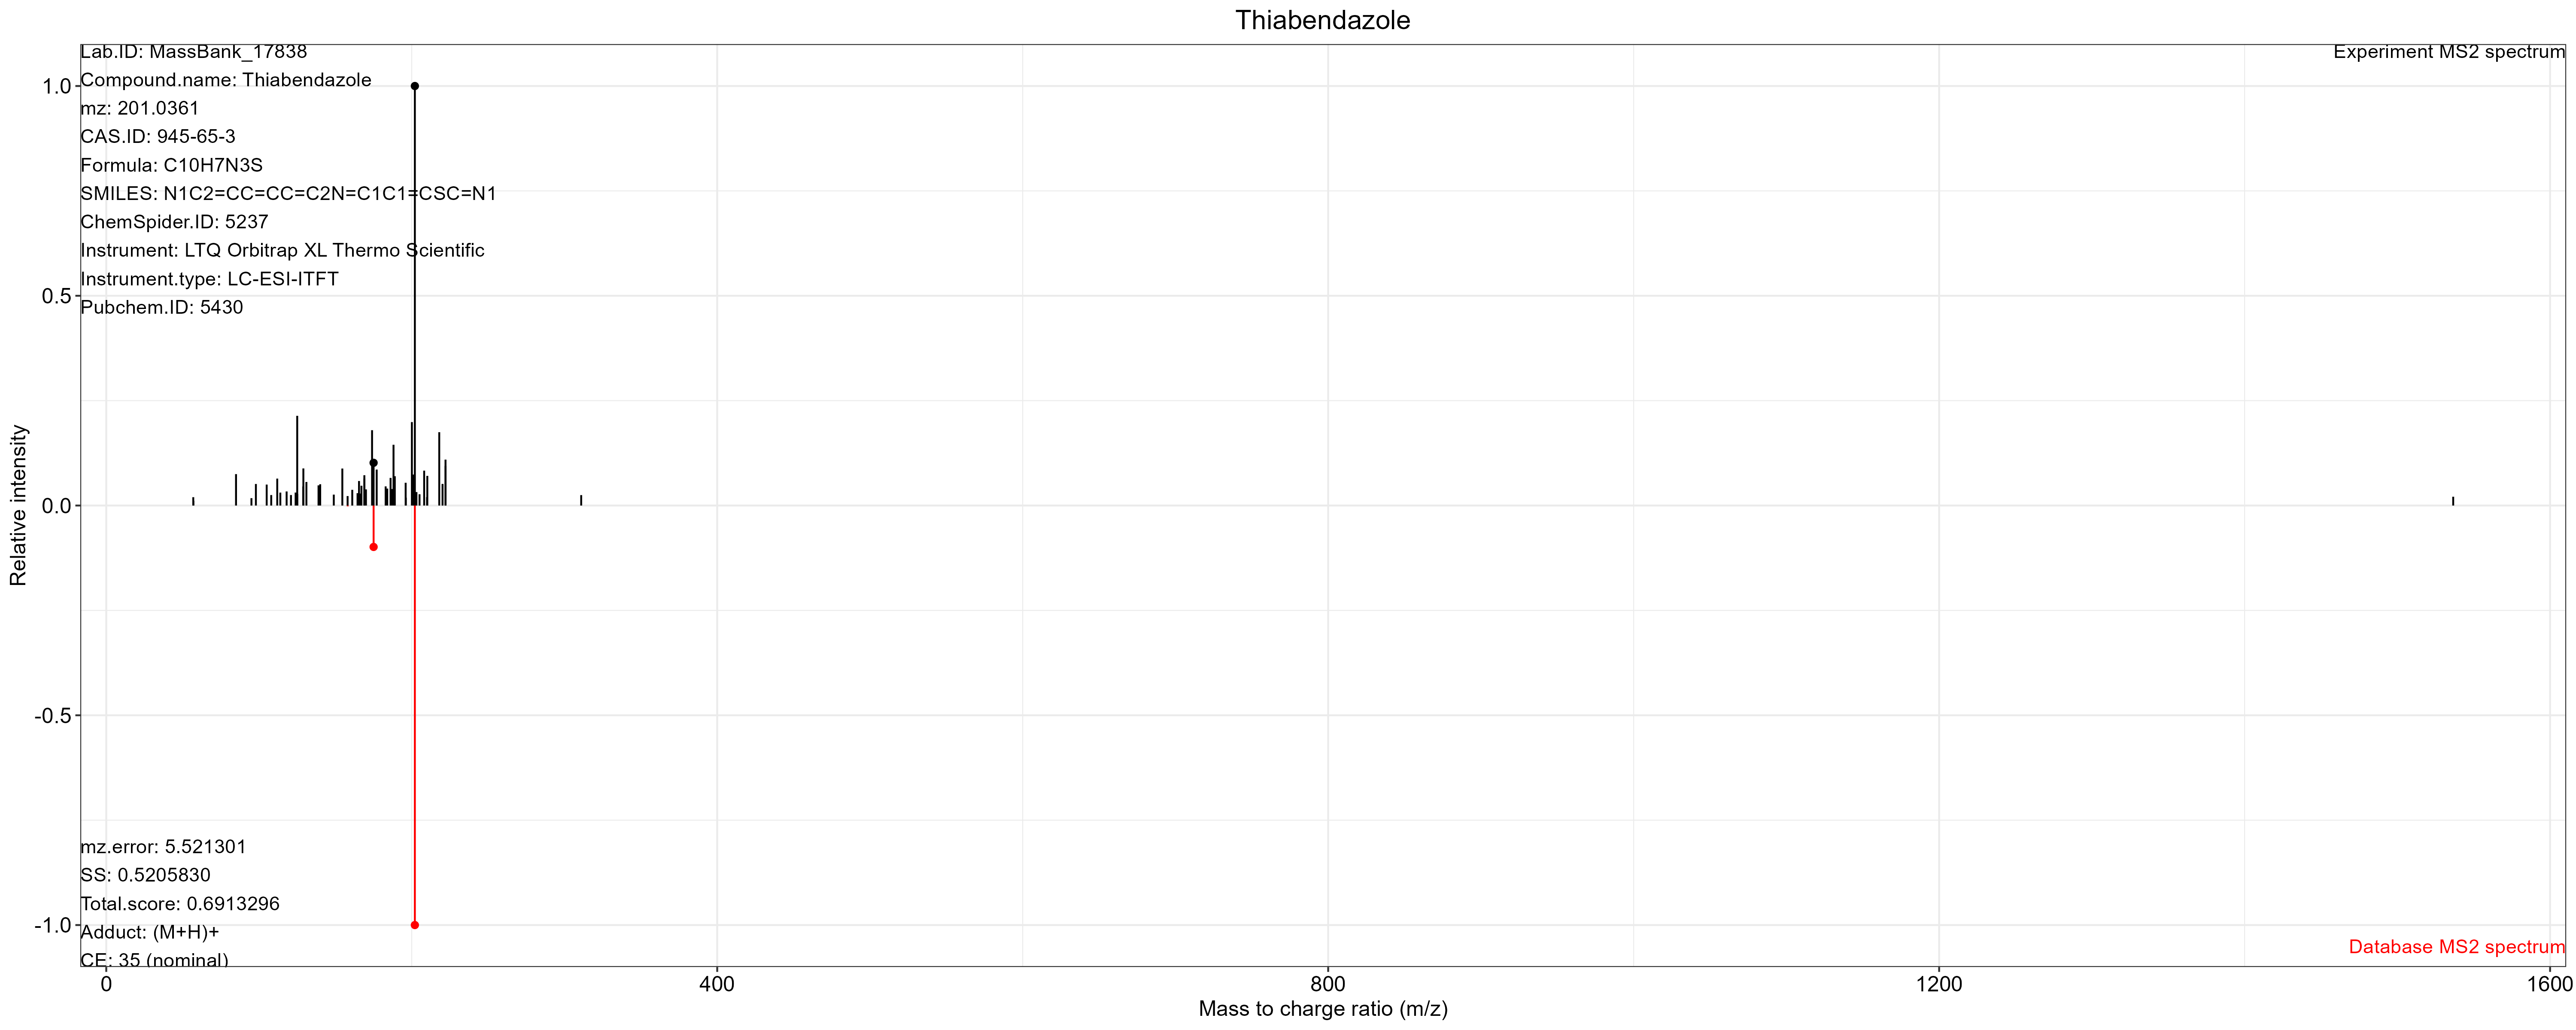 Thiabendazole
Lab.ID: MassBank_17838
Experiment MS2 spectrum
Compound.name: Thiabendazole
mz: 201.0361
CAS.ID: 945-65-3
Formula: C10H7N3S
SMILES: N1C2=CC=CC=C2N=C1C1=CSC=N1
ChemSpider.ID: 5237
Instrument: LTQ Orbitrap XL Thermo Scientific
Instrument.type: LC-ESI-ITFT
Pubchem.ID: 5430
1.0
0.5
0.0
-0.5
-1.0
Relative intensity
mz.error: 5.521301
SS: 0.5205830
Total.score: 0.6913296
Adduct: (M+H)+
CE: 35 (nominal)
Database MS2 spectrum
0 400 800 1200 1600
Mass to charge ratio (m/z)